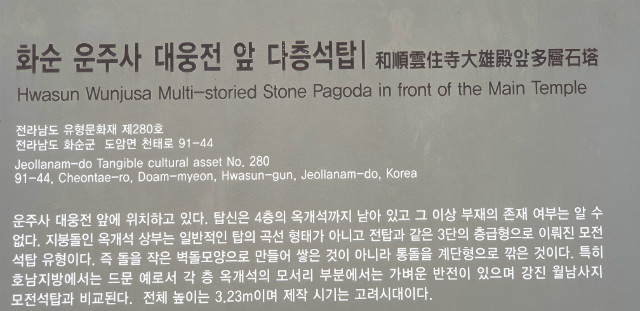 화순 운주사 대웅전 앞 다층석탑| 和順雲住寺大雄殿앞多層石塔
Hwasun Wunjusa Multi-storied Stone Pagoda in front of the Main Temple
전라남도 유형문화재 제280호
전라남도 화순군 도암면 천태로 91-44
Jeollanam-do Tangible cultural asset No. 280
91-44, Cheontae-ro, Doam-myeon, Hwasun-gun, Jeollanam-do, Korea
운주사 대웅전 앞에 위치하고 있다. 탑신은 4층의 옥개석까지 남아 있고 그 이상 부재의 존재 여부는 알 수
없다. 지붕돌인 옥개석 상부는 일반적인 탑의 곡선 형태가 아니고 전탑과 같은 3단의 층급형으로 이뤄진 모전
석탑 유형이다. 즉 돌을 작은 벽돌모양으로 만들어 쌓은 것이 아니라 통돌을 계단형으로 깎은 것이다. 특히
호남지방에서는 드문 예로서 각 층 옥개석의 모서리 부분에서는 가벼운 반전이 있으며 강진 월남사지
모전석탑과 비교된다. 전체 높이는 3.23m이며 제작 시기는 고려시대이다.